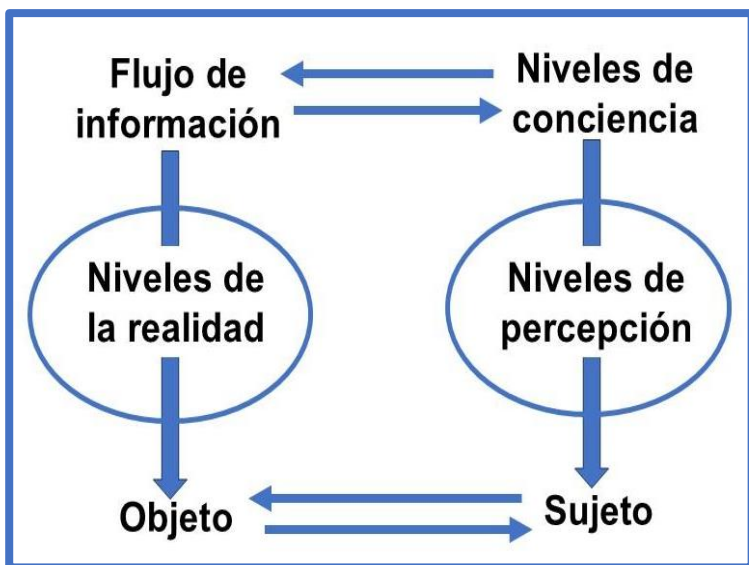 Flujo de
información
Niveles de
conciencia
Niveles de
la realidad
Niveles de
percepción
Objeto
Sujeto